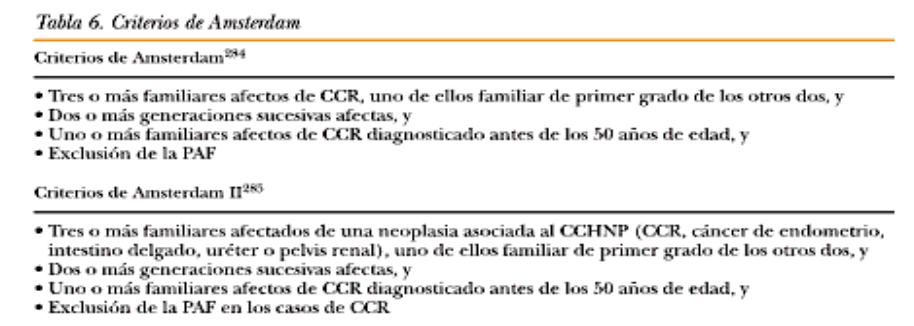 Tabla 6. Criterios de Amsterdam
Criterios de Amsterdam²⁸⁴
• Tres o más familiares afectos de CCR, uno de ellos familiar de primer grado de los otros dos, y
• Dos o más generaciones sucesivas afectas, y
• Uno o más familiares afectos de CCR diagnosticado antes de los 50 años de edad, y
• Exclusión de la PAF
Criterios de Amsterdam II²⁸⁵
• Tres o más familiares afectados de una neoplasia asociada al CCHNP (CCR, cáncer de endometrio,
intestino delgado, uréter o pelvis renal), uno de ellos familiar de primer grado de los otros dos, y
• Dos o más generaciones sucesivas afectas, y
• Uno o más familiares afectos de CCR diagnosticado antes de los 50 años de edad, y
• Exclusión de la PAF en los casos de CCR